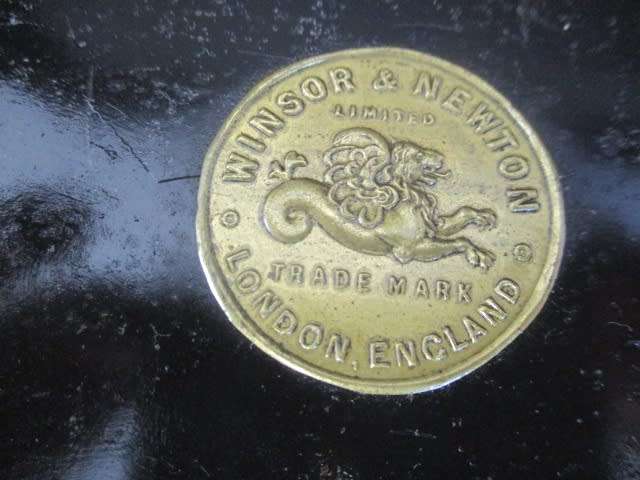 WINSOR & NEWTON
LIMITED
TRADE MARK
LONDON, ENGLAND